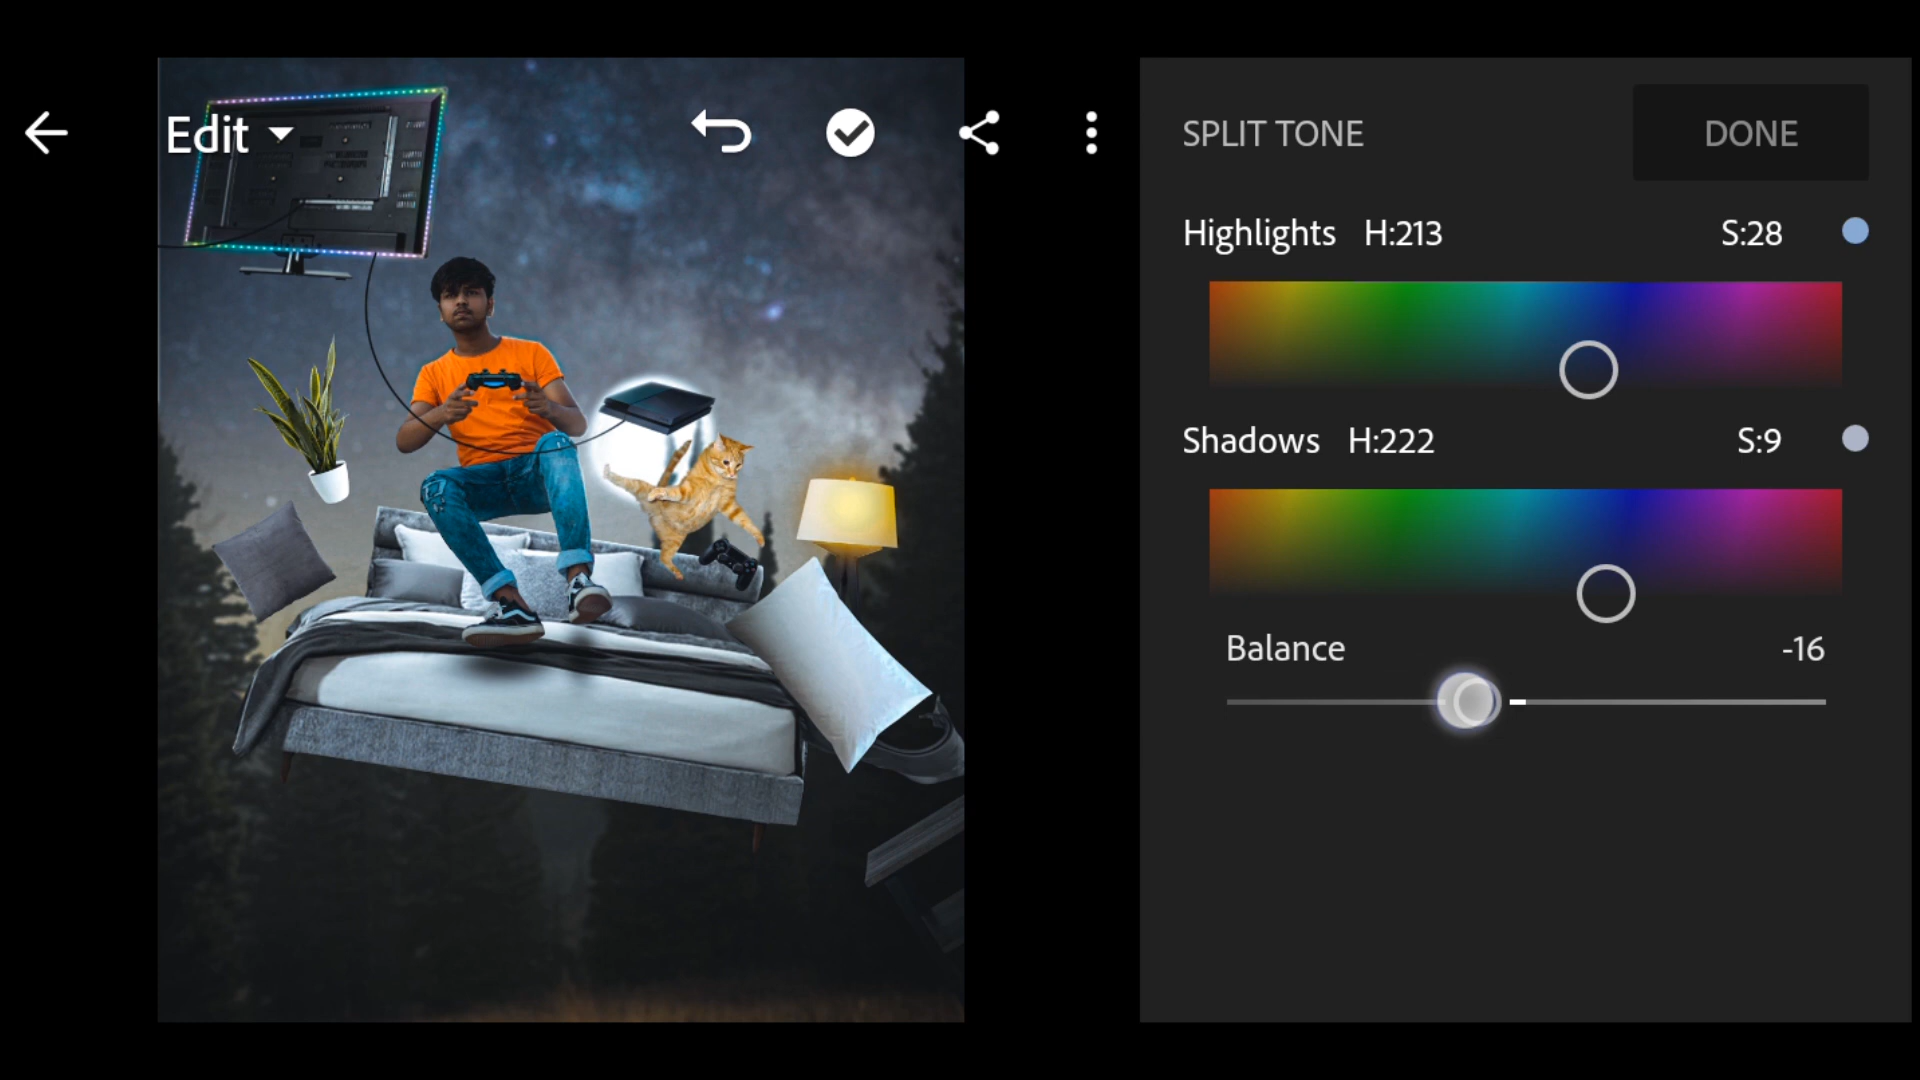 Edit
SPLIT TONE
DONE
Highlights H:213 S:28
Shadows H:222 S:9
Balance -16